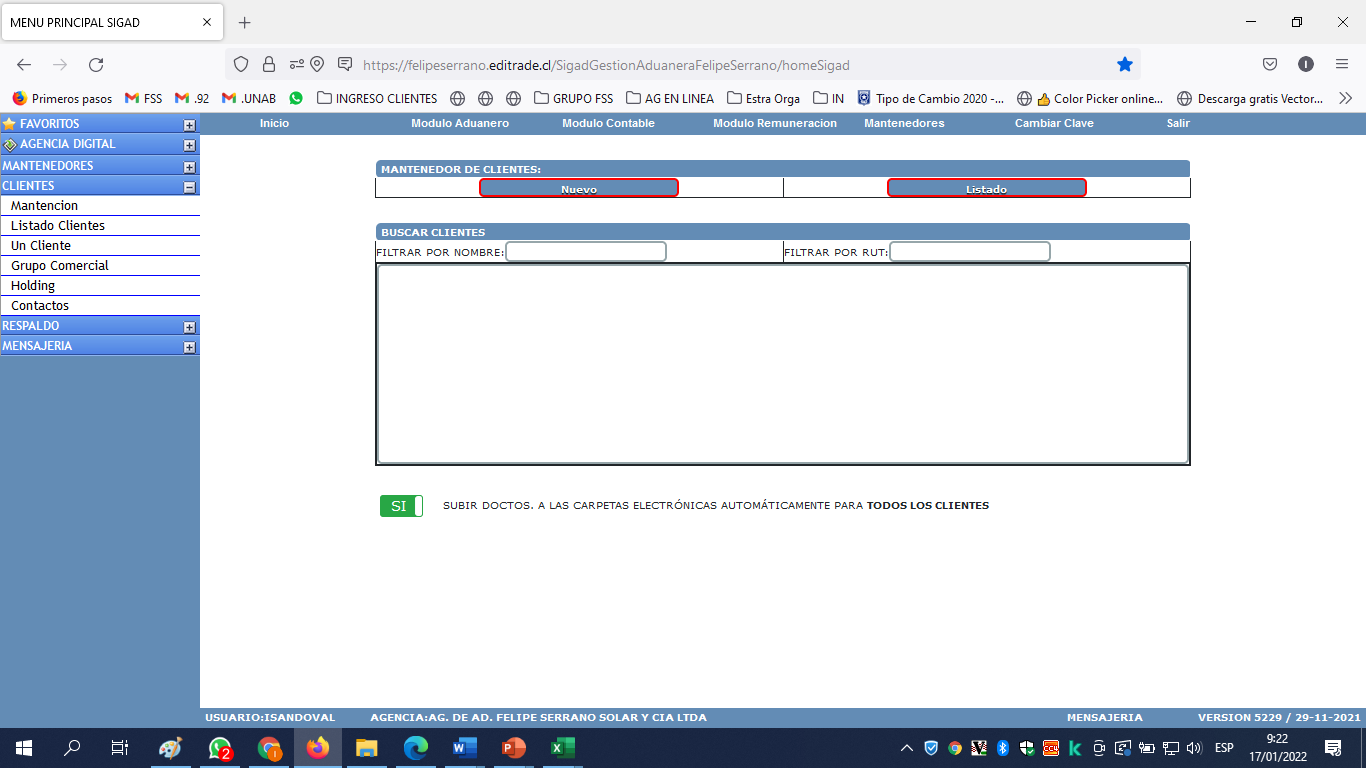 MENU PRINCIPAL SIGAD
https://felipeserrano.editrade.cl/SigadGestionAduaneraFelipeSerrano/homeSigad
Primeros pasos FSS .92 .UNAB INGRESO CLIENTES GRUPO FSS AG EN LINEA Estra Orga IN Tipo de Cambio 2020 -... Color Picker online... Descarga gratis Vector...
FAVORITOS
AGENCIA DIGITAL
MANTENEDORES
CLIENTES
Mantencion
Listado Clientes
Un Cliente
Grupo Comercial
Holding
Contactos
RESPALDO
MENSAJERIA
Inicio Modulo Aduanero Modulo Contable Modulo Remuneracion Mantenedores Cambiar Clave Salir
MANTENEDOR DE CLIENTES:
Nuevo Listado
BUSCAR CLIENTES
FILTRAR POR NOMBRE: FILTRAR POR RUT:
SI SUBIR DOCTOS. A LAS CARPETAS ELECTRÓNICAS AUTOMÁTICAMENTE PARA TODOS LOS CLIENTES
USUARIO:ISANDOVAL AGENCIA:AG. DE AD. FELIPE SERRANO SOLAR Y CIA LTDA MENSAJERIA VERSION 5229 / 29-11-2021
2
ESP
9:22
17/01/2022